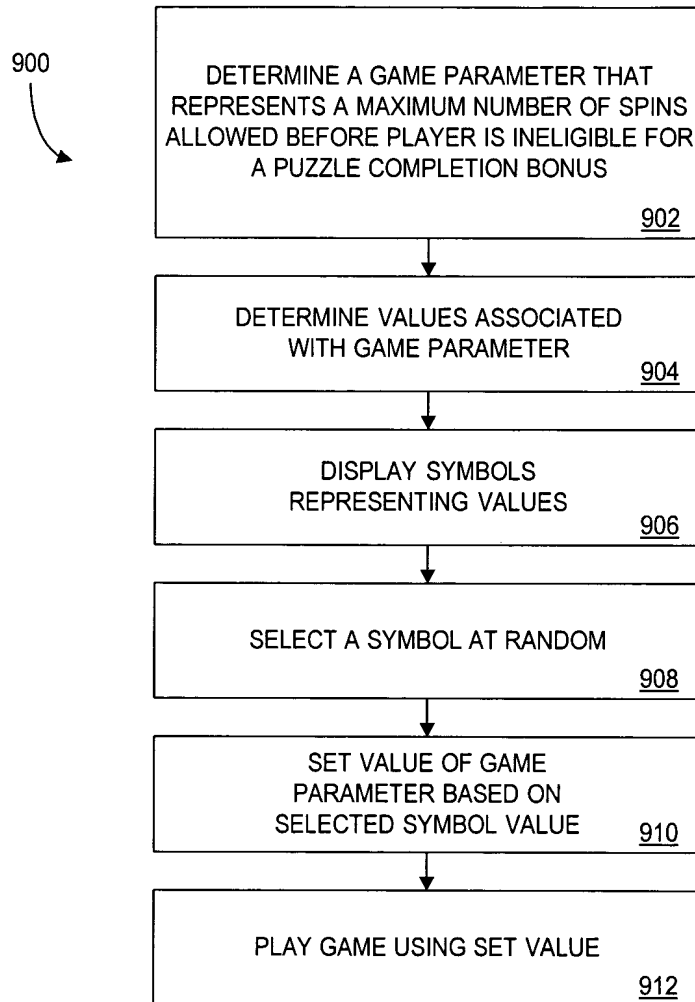 900
DETERMINE A GAME PARAMETER THAT
REPRESENTS A MAXIMUM NUMBER OF SPINS
ALLOWED BEFORE PLAYER IS INELIGIBLE FOR
A PUZZLE COMPLETION BONUS
902
DETERMINE VALUES ASSOCIATED
WITH GAME PARAMETER
904
DISPLAY SYMBOLS
REPRESENTING VALUES
906
SELECT A SYMBOL AT RANDOM
908
SET VALUE OF GAME
PARAMETER BASED ON
SELECTED SYMBOL VALUE
910
PLAY GAME USING SET VALUE
912